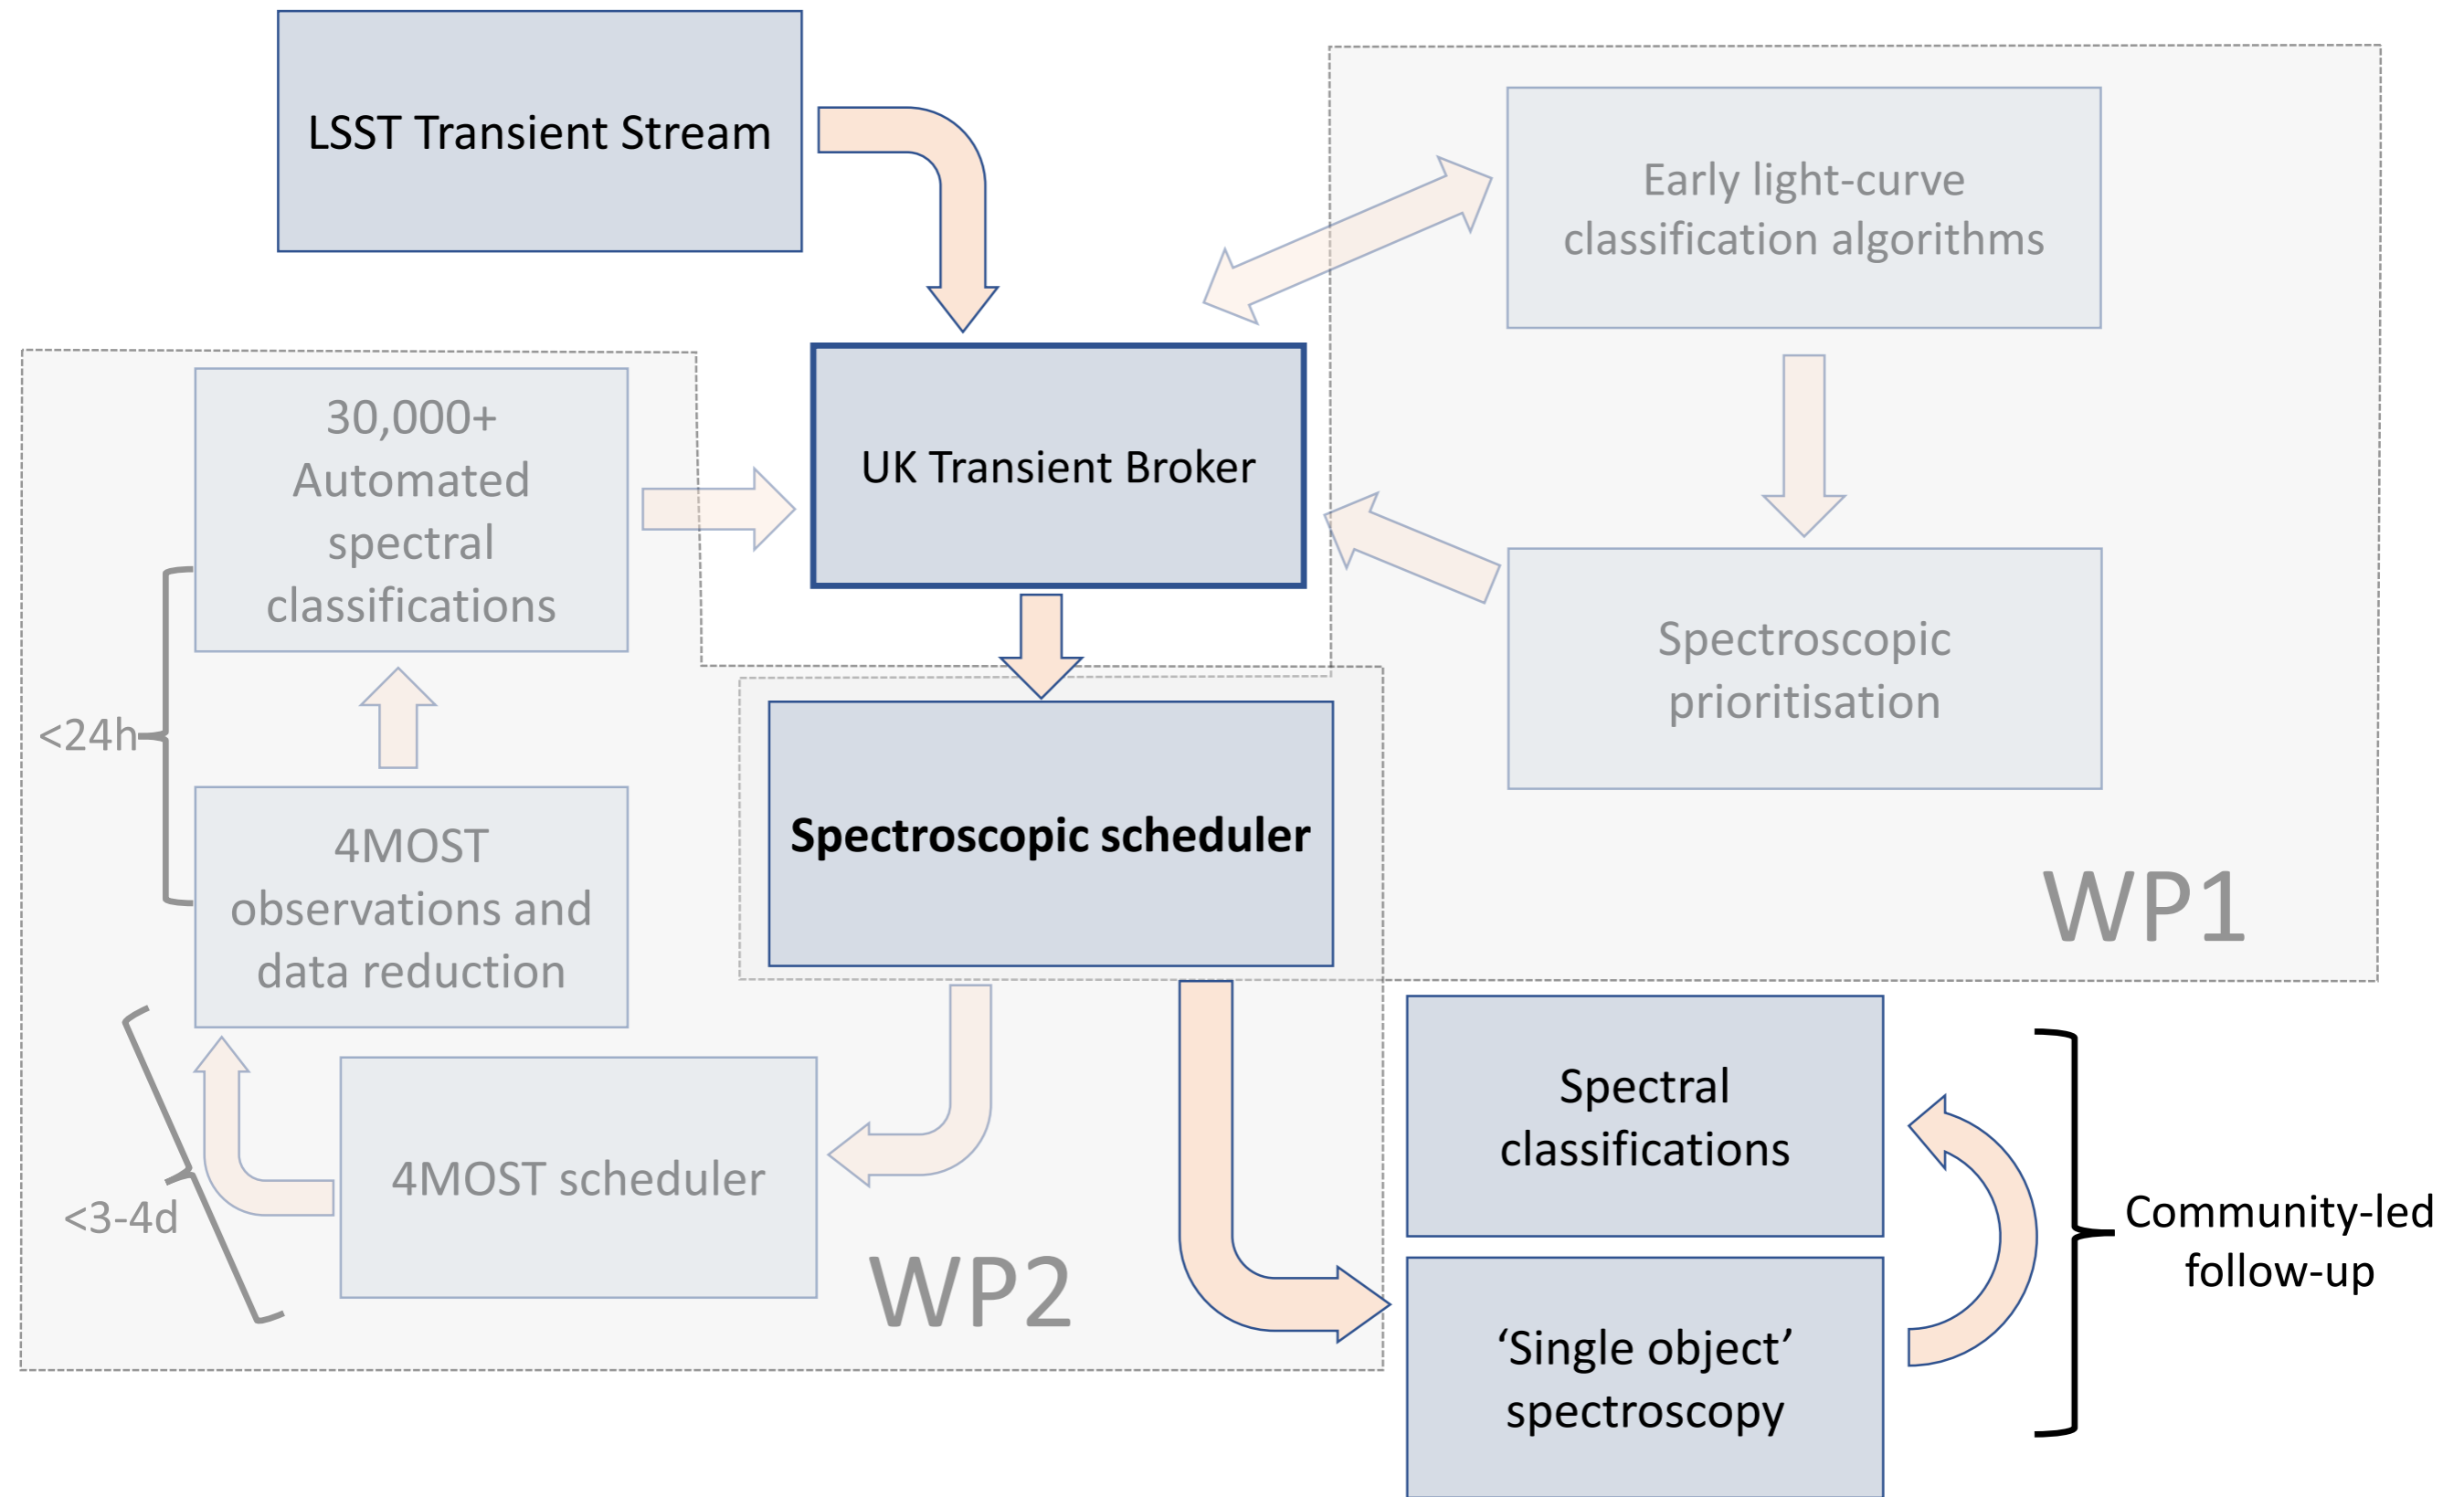 LSST Transient Stream
Early light-curve
classification algorithms
30,000+
Automated
spectral
classifications
UK Transient Broker
Spectroscopic
prioritisation
<24h
4MOST
observations and
data reduction
Spectroscopic scheduler
WP1
4MOST scheduler
<3-4d
WP2
Spectral
classifications
Community-led
follow-up
‘Single object’
spectroscopy